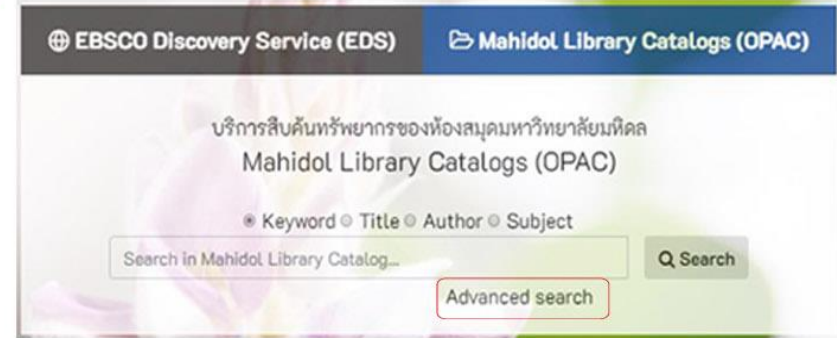 EBSCO Discovery Service (EDS)
Mahidol Library Catalogs (OPAC)
บริการสืบค้นทรัพยากรของห้องสมุดมหาวิทยาลัยมหิดล
Mahidol Library Catalogs (OPAC)
Keyword Title Author Subject
Search in Mahidol Library Catalog... Search
Advanced search